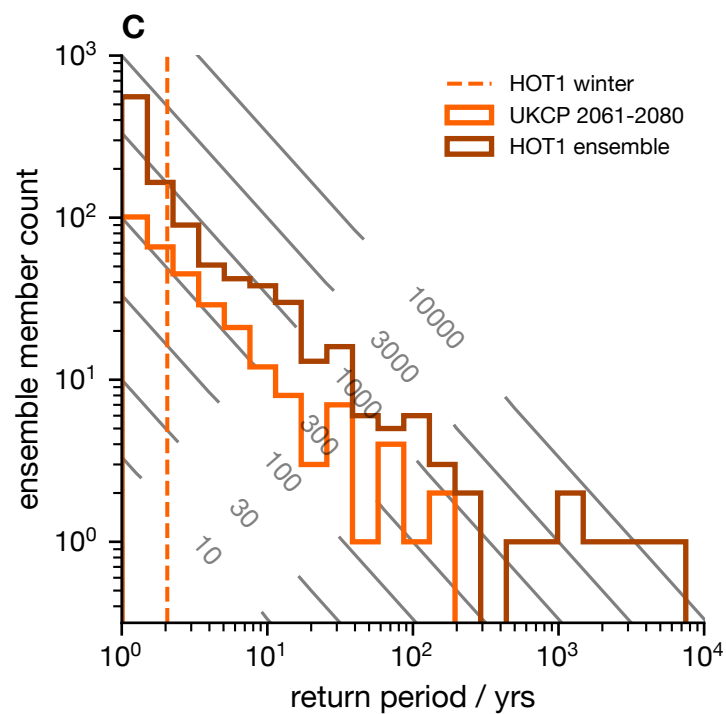 C
HOT1 winter
UKCP 2061-2080
HOT1 ensemble
ensemble member count
10³
10²
10¹
10⁰
10000
3000
1000
300
100
30
10
10⁰ 10¹ 10² 10³ 10⁴
return period / yrs